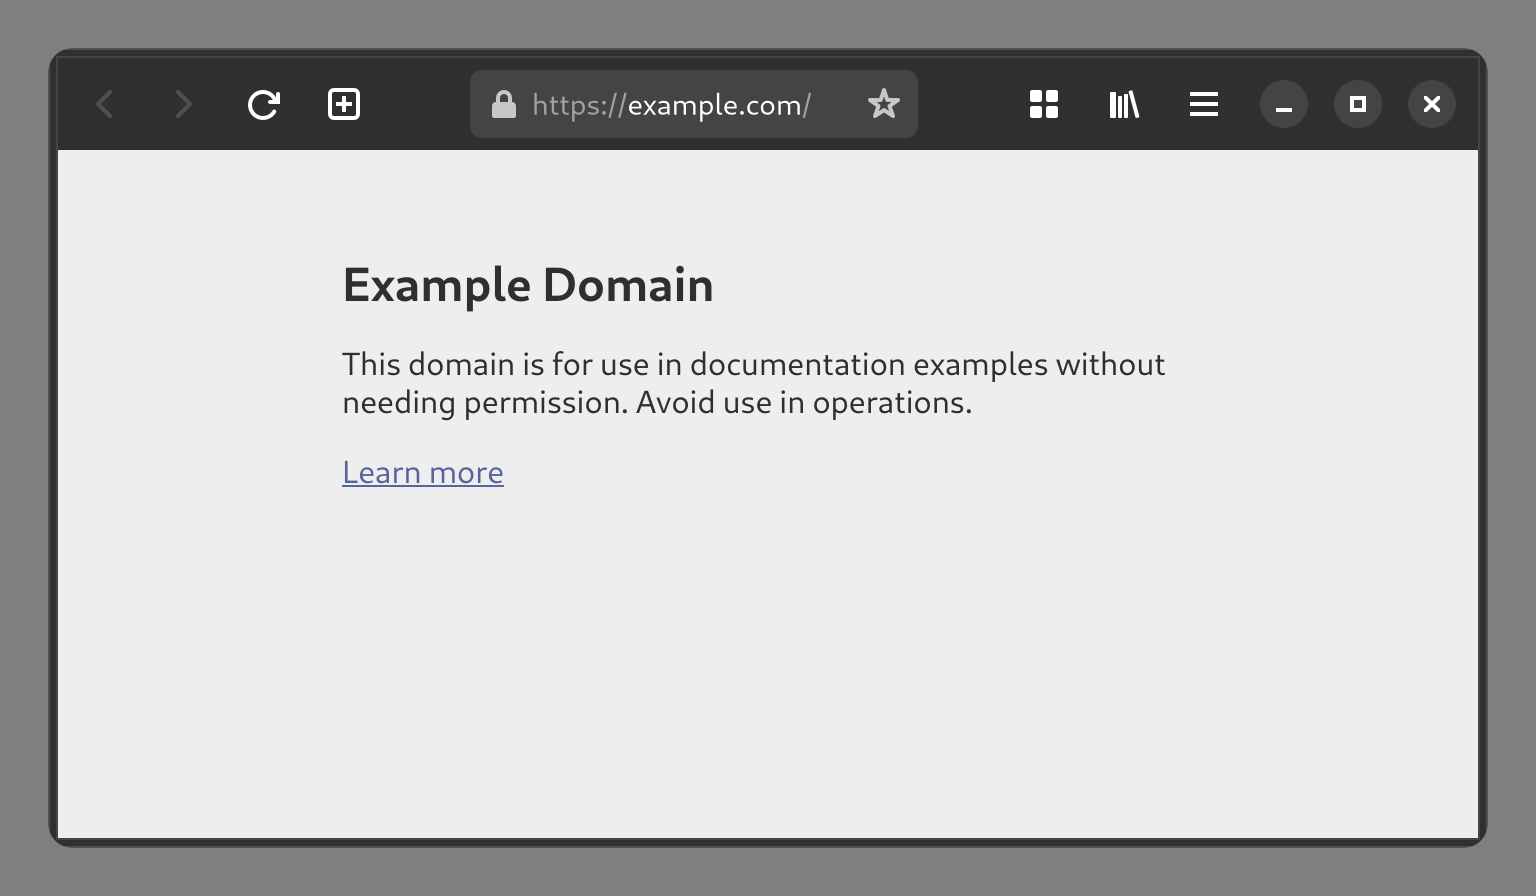 https://example.com/
Example Domain
This domain is for use in documentation examples without
needing permission. Avoid use in operations.
Learn more